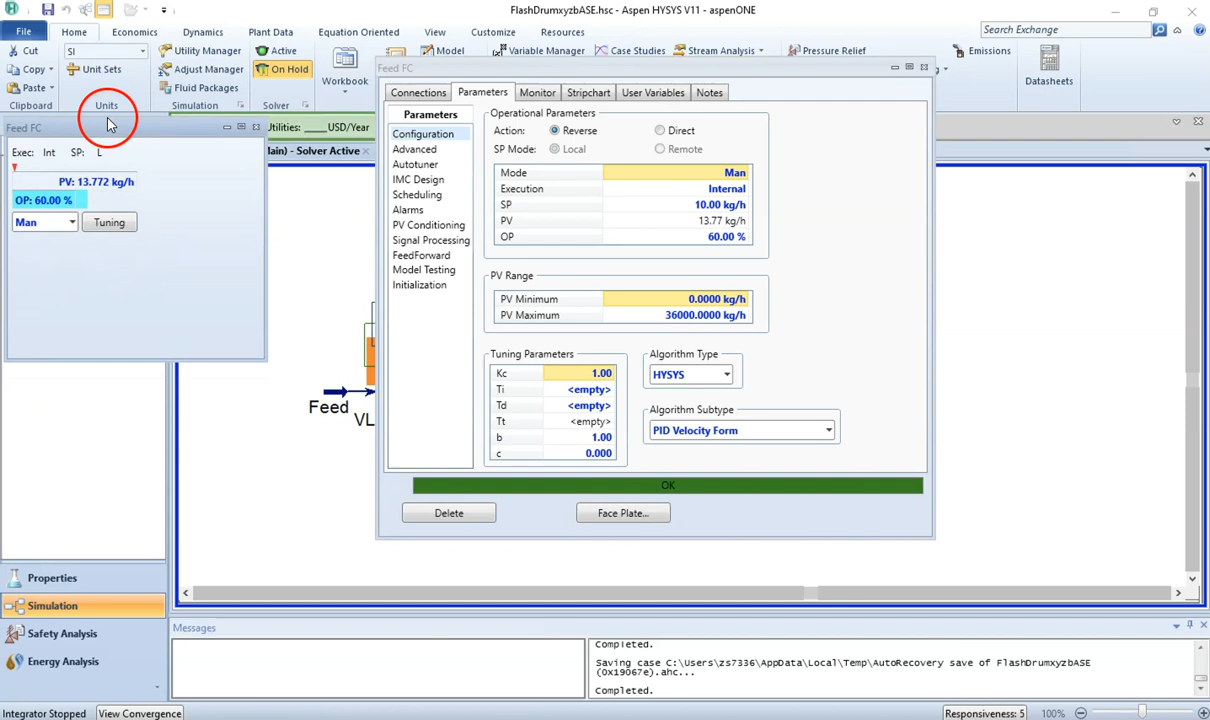 FlashDrumxyzbASE.hsc - Aspen HYSYS V11 - aspenONE
File Home Economics Dynamics Plant Data Equation Oriented View Customize Resources Search Exchange
Cut SI Utility Manager Active Model Variable Manager Case Studies Stream Analysis Pressure Relief Emissions
Copy Unit Sets Adjust Manager On Hold Workbook Datasheets
Paste Fluid Packages
Clipboard Units Simulation Solver
Feed FC
Utilities: _____ USD/Year
Main) - Solver Active
Exec: Int SP: L
PV: 13.772 kg/h
OP: 60.00 %
Man Tuning
Feed FC
Connections Parameters Monitor Stripchart User Variables Notes
Parameters
Configuration
Advanced
Autotuner
IMC Design
Scheduling
Alarms
PV Conditioning
Signal Processing
FeedForward
Model Testing
Initialization
Operational Parameters
Action: Reverse Direct
SP Mode: Local Remote
Mode Man
Execution Internal
SP 10.00 kg/h
PV 13.77 kg/h
OP 60.00 %
PV Range
PV Minimum 0.0000 kg/h
PV Maximum 36000.0000 kg/h
Tuning Parameters
Kc 1.00
Ti <empty>
Td <empty>
Tt <empty>
b 1.00
c 0.000
Algorithm Type
HYSYS
Algorithm Subtype
PID Velocity Form
OK
Delete Face Plate...
Feed
VL
Properties
Simulation
Safety Analysis
Energy Analysis
Messages
Completed.
Saving case C:\Users\zs7336\AppData\Local\Temp\AutoRecovery save of FlashDrumxyzbASE
(0x19067e).ahc...
Completed.
Integrator Stopped View Convergence Responsiveness: 5 100%